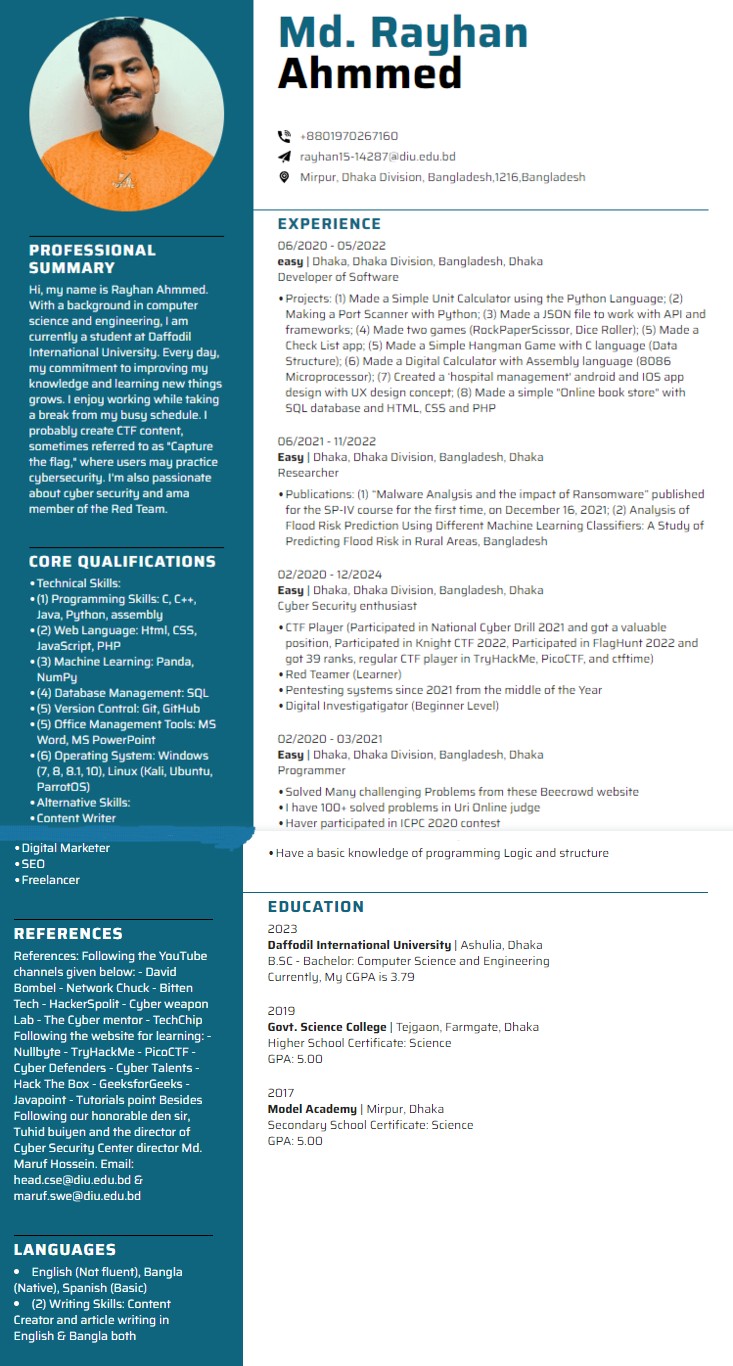 Md. Rayhan
Ahmmed
+8801970267160
rayhan15-14287@diu.edu.bd
Mirpur, Dhaka Division, Bangladesh,1216,Bangladesh
PROFESSIONAL
SUMMARY
Hi, my name is Rayhan Ahmmed.
With a background in computer
science and engineering, I am
currently a student at Daffodil
International University. Every day,
my commitment to improving my
knowledge and learning new things
grows. I enjoy working while taking
a break from my busy schedule. I
probably create CTF content,
sometimes referred to as "Capture
the flag," where users may practice
cybersecurity. I'm also passionate
about cyber security and ama
member of the Red Team.
CORE QUALIFICATIONS
•Technical Skills:
•(1) Programming Skills: C, C++,
Java, Python, assembly
•(2) Web Language: Html, CSS,
JavaScript, PHP
•(3) Machine Learning: Panda,
NumPy
•(4) Database Management: SQL
•(5) Version Control: Git, GitHub
•(5) Office Management Tools: MS
Word, MS PowerPoint
•(6) Operating System: Windows
(7, 8, 8.1, 10), Linux (Kali, Ubuntu,
ParrotOS)
•Alternative Skills:
•Content Writer
•Digital Marketer
•SEO
•Freelancer
REFERENCES
References: Following the YouTube
channels given below: - David
Bombel - Network Chuck - Bitten
Tech - HackerSpolit - Cyber weapon
Lab - The Cyber mentor - TechChip
Following the website for learning: -
Nullbyte - TryHackMe - PicoCTF -
Cyber Defenders - Cyber Talents -
Hack The Box - GeeksforGeeks -
Javapoint - Tutorials point Besides
Following our honorable den sir,
Tuhid buiyen and the director of
Cyber Security Center director Md.
Maruf Hossein. Email:
head.cse@diu.edu.bd &
maruf.swe@diu.edu.bd
LANGUAGES
• English (Not fluent), Bangla
(Native), Spanish (Basic)
• (2) Writing Skills: Content
Creator and article writing in
English & Bangla both
EXPERIENCE
06/2020 - 05/2022
easy | Dhaka, Dhaka Division, Bangladesh, Dhaka
Developer of Software
•Projects: (1) Made a Simple Unit Calculator using the Python Language; (2)
Making a Port Scanner with Python; (3) Made a JSON file to work with API and
frameworks; (4) Made two games (RockPaperScissor, Dice Roller); (5) Made a
Check List app; (5) Made a Simple Hangman Game with C language (Data
Structure); (6) Made a Digital Calculator with Assembly language (8086
Microprocessor); (7) Created a 'hospital management' android and IOS app
design with UX design concept; (8) Made a simple "Online book store" with
SQL database and HTML, CSS and PHP
06/2021 - 11/2022
Easy | Dhaka, Dhaka Division, Bangladesh, Dhaka
Researcher
•Publications: (1) "Malware Analysis and the impact of Ransomware" published
for the SP-IV course for the first time, on December 16, 2021; (2) Analysis of
Flood Risk Prediction Using Different Machine Learning Classifiers: A Study of
Predicting Flood Risk in Rural Areas, Bangladesh
02/2020 - 12/2024
Easy | Dhaka, Dhaka Division, Bangladesh, Dhaka
Cyber Security enthusiast
•CTF Player (Participated in National Cyber Drill 2021 and got a valuable
position, Participated in Knight CTF 2022, Participated in FlagHunt 2022 and
got 39 ranks, regular CTF player in TryHackMe, PicoCTF, and ctftime)
•Red Teamer (Learner)
•Pentesting systems since 2021 from the middle of the Year
•Digital Investigatigator (Beginner Level)
02/2020 - 03/2021
Easy | Dhaka, Dhaka Division, Bangladesh, Dhaka
Programmer
•Solved Many challenging Problems from these Beecrowd website
•I have 100+ solved problems in Uri Online judge
•Haver participated in ICPC 2020 contest
•Have a basic knowledge of programming Logic and structure
EDUCATION
2023
Daffodil International University | Ashulia, Dhaka
B.SC - Bachelor: Computer Science and Engineering
Currently, My CGPA is 3.79
2019
Govt. Science College | Tejgaon, Farmgate, Dhaka
Higher School Certificate: Science
GPA: 5.00
2017
Model Academy | Mirpur, Dhaka
Secondary School Certificate: Science
GPA: 5.00